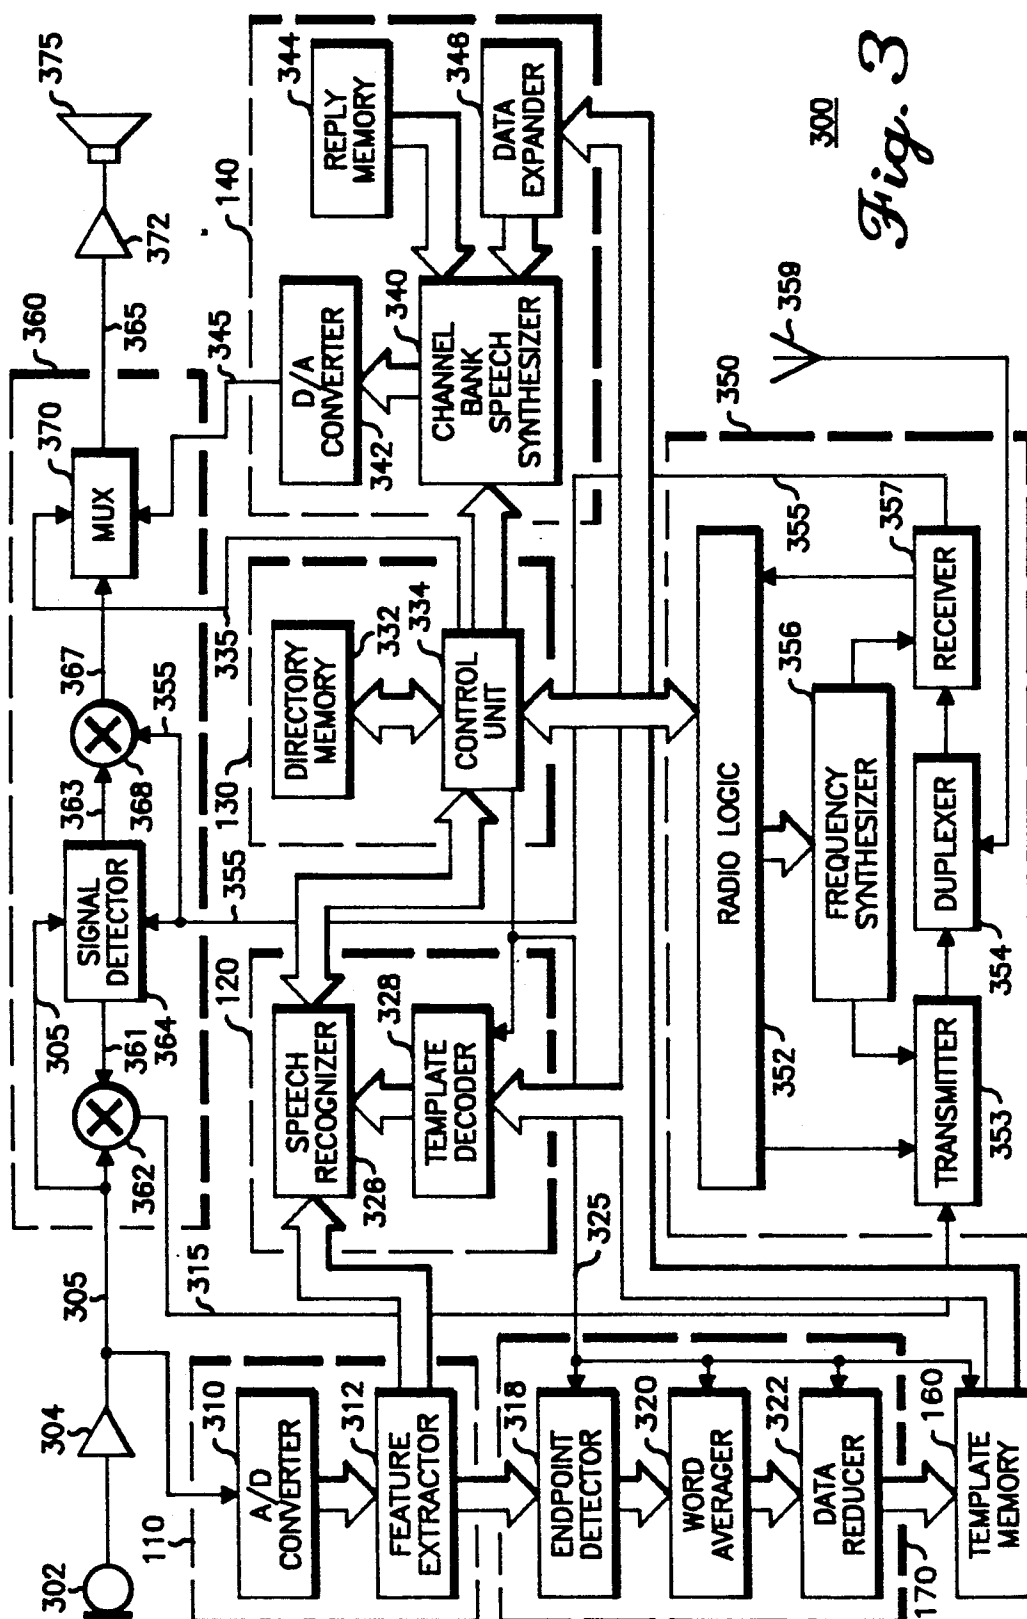 302
304
305
305
361
362
364
SIGNAL
DETECTOR
363
368
355
367
370
MUX
360
365
372
375
315
355
335
345
110
310
A/D
CONVERTER
312
FEATURE
EXTRACTOR
120
SPEECH
RECOGNIZER
326
328
TEMPLATE
DECODER
130
DIRECTORY
MEMORY
332
334
CONTROL
UNIT
140
D/A
CONVERTER
342
340
CHANNEL
BANK
SPEECH
SYNTHESIZER
344
REPLY
MEMORY
346
DATA
EXPANDER
318
ENDPOINT
DETECTOR
320
WORD
AVERAGER
322
DATA
REDUCER
170
160
TEMPLATE
MEMORY
325
350
RADIO LOGIC
352
FREQUENCY
SYNTHESIZER
356
TRANSMITTER
353
DUPLEXER
354
RECEIVER
357
355
359
300
Fig. 3